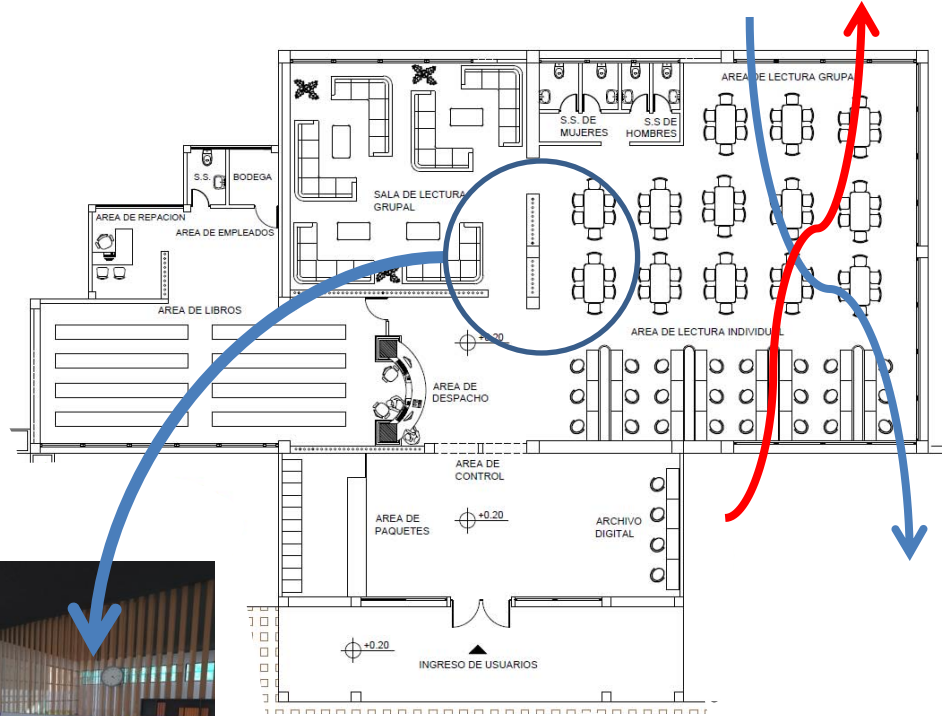 AREA DE LECTURA GRUPAL
S.S. DE
MUJERES
S.S DE
HOMBRES
S.S.
BODEGA
SALA DE LECTURA
GRUPAL
AREA DE REPACION
AREA DE EMPLEADOS
AREA DE LIBROS
AREA DE LECTURA INDIVIDUAL
+0.20
AREA DE
DESPACHO
AREA DE
CONTROL
AREA DE
PAQUETES
+0.20
ARCHIVO
DIGITAL
+0.20
INGRESO DE USUARIOS